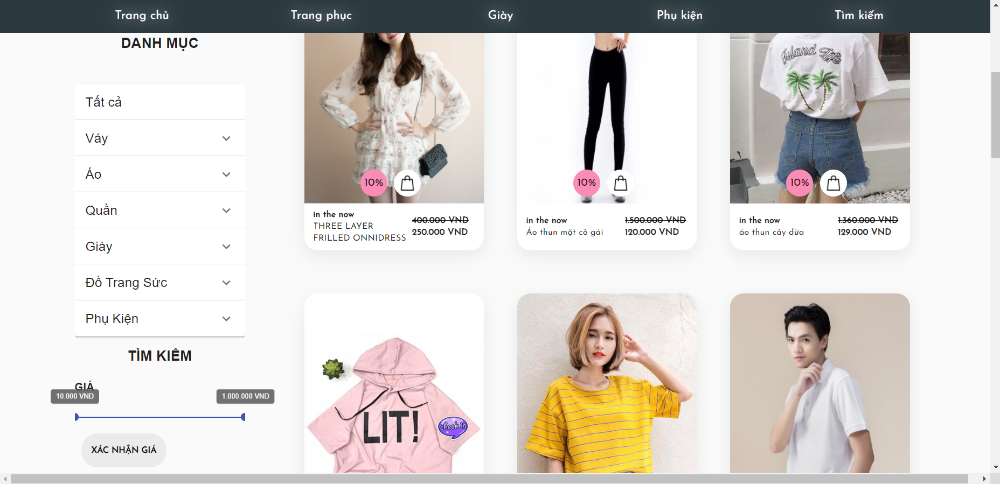 Trang chủ
Trang phục
Giày
Phụ kiện
Tìm kiếm
DANH MỤC
Tất cả
Váy
Áo
Quần
Giày
Đồ Trang Sức
Phụ Kiện
TÌM KIẾM
GIÁ
10.000 VND
1.000.000 VND
XÁC NHẬN GIÁ
10%
in the now
THREE LAYER
FRILLED ONNIDRESS
400.000 VND
250.000 VND
10%
in the now
Áo thun mặt cô gái
1.500.000 VND
120.000 VND
Island Life
10%
in the now
áo thun cây dừa
1.360.000 VND
129.000 VND
LIT!
check in